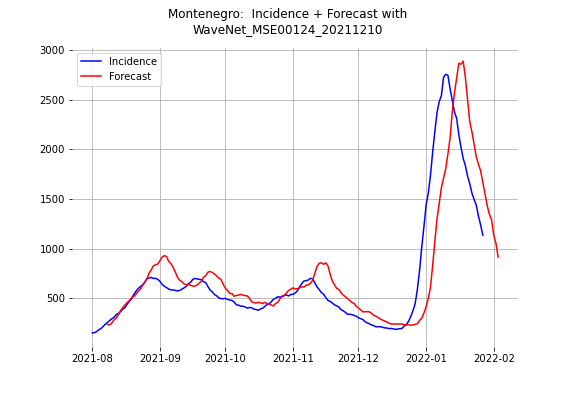 Montenegro:  Incidence + Forecast with
WaveNet_MSE00124_20211210
Incidence
Forecast
3000
2500
2000
1500
1000
500
2021-08 2021-09 2021-10 2021-11 2021-12 2022-01 2022-02